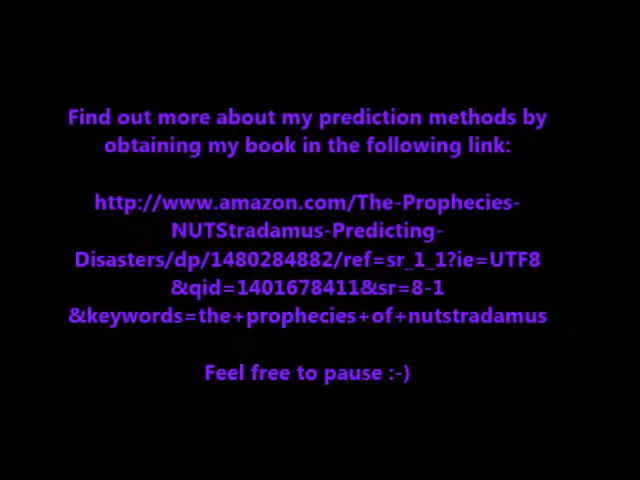 Find out more about my prediction methods by
obtaining my book in the following link:
http://www.amazon.com/The-Prophecies-
NUTStradamus-Predicting-
Disasters/dp/1480284882/ref=sr_1_1?ie=UTF8
&qid=1401678411&sr=8-1
&keywords=the+prophecies+of+nutstradamus
Feel free to pause :-)